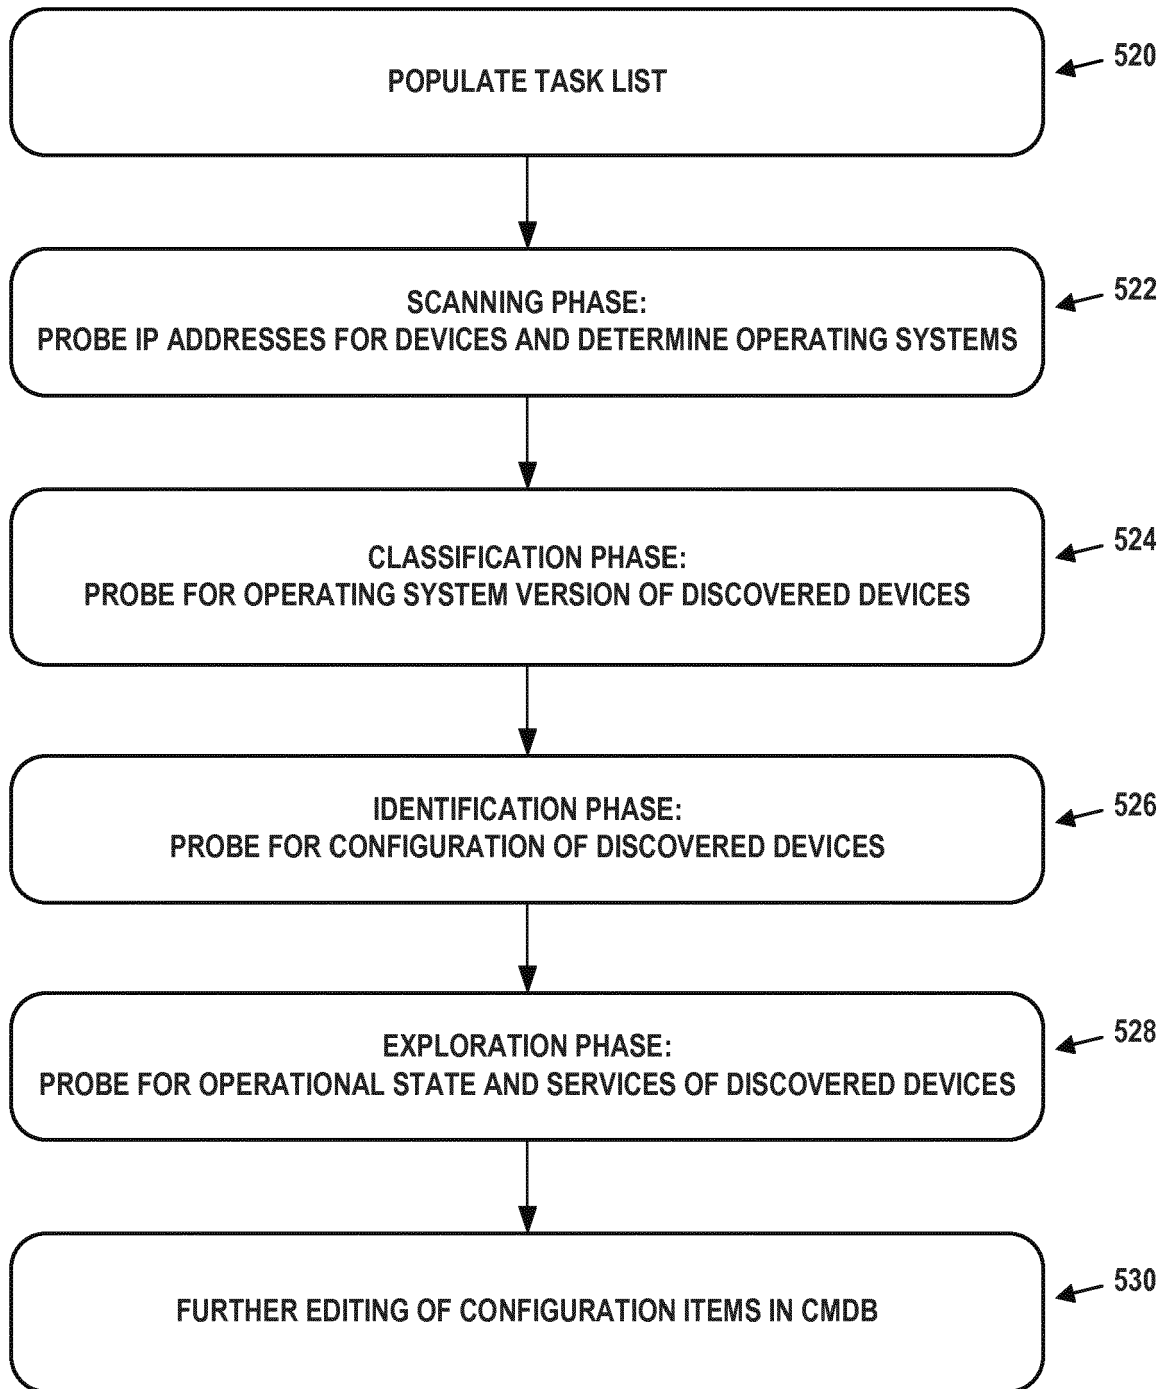 POPULATE TASK LIST
520
SCANNING PHASE:
PROBE IP ADDRESSES FOR DEVICES AND DETERMINE OPERATING SYSTEMS
522
CLASSIFICATION PHASE:
PROBE FOR OPERATING SYSTEM VERSION OF DISCOVERED DEVICES
524
IDENTIFICATION PHASE:
PROBE FOR CONFIGURATION OF DISCOVERED DEVICES
526
EXPLORATION PHASE:
PROBE FOR OPERATIONAL STATE AND SERVICES OF DISCOVERED DEVICES
528
FURTHER EDITING OF CONFIGURATION ITEMS IN CMDB
530